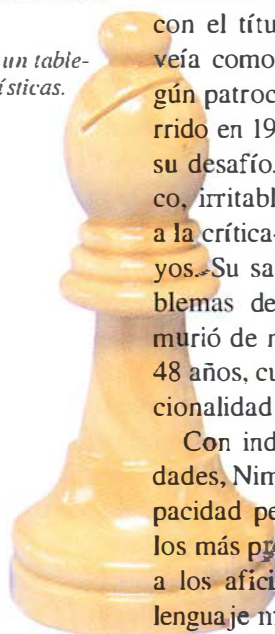 un table-
ísticas.
con el títu
veía como
gún patroc
rrido en 19
su desafío.
co, irritabl
a la crítica
yos. Su sa
blemas de
murió de n
48 años, cu
cionalidad
Con ind
dades, Nim
pacidad pe
los más pr
a los afici
lenguaje n